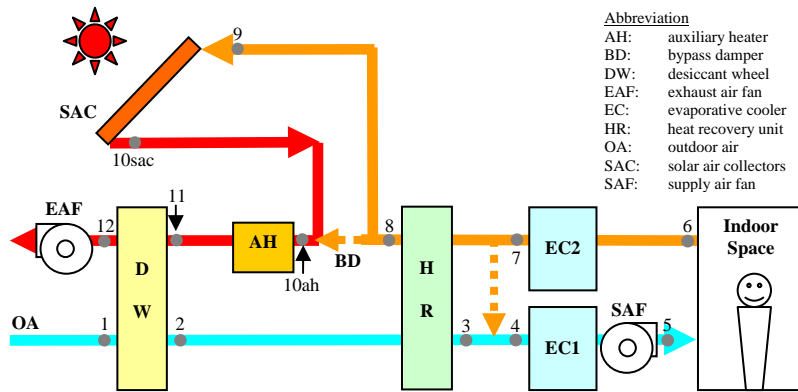 Abbreviation
AH: auxiliary heater
BD: bypass damper
DW: desiccant wheel
EAF: exhaust air fan
EC: evaporative cooler
HR: heat recovery unit
OA: outdoor air
SAC: solar air collectors
SAF: supply air fan
9
SAC
10sac
EAF
12
11
AH
10ah
BD
8
H
R
7
EC2
6
Indoor
Space
D
W
OA
1
2
3
4
EC1
SAF
5